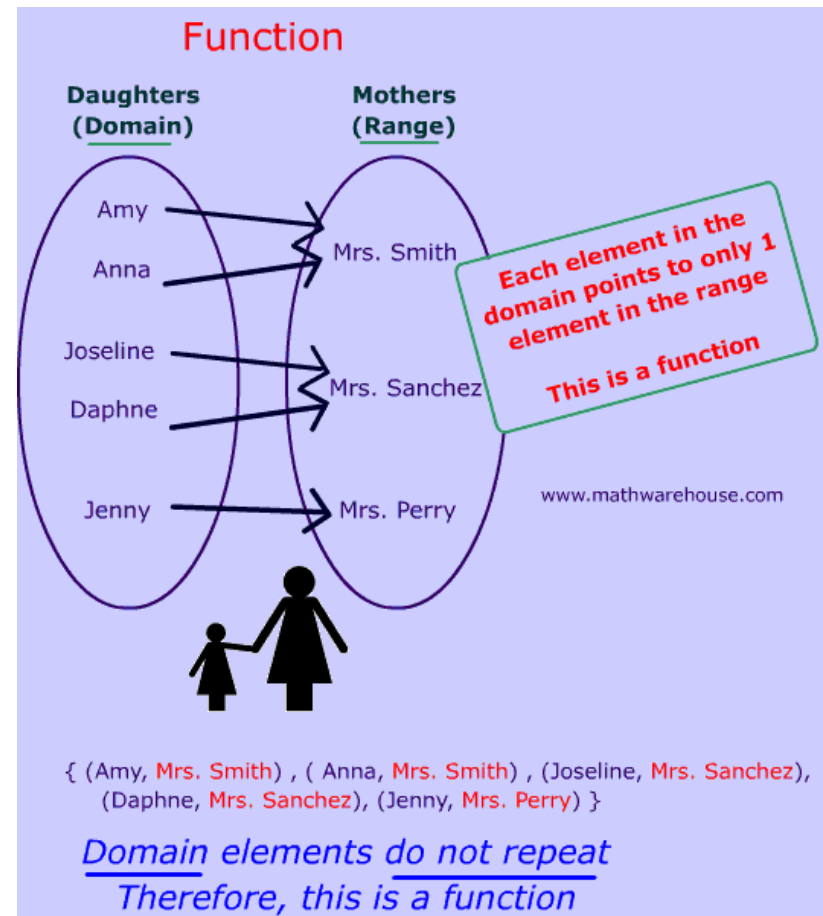 Function
Daughters
(Domain)
Mothers
(Range)
Amy
Anna
Joseline
Daphne
Jenny
Mrs. Smith
Mrs. Sanchez
Mrs. Perry
Each element in the
domain points to only 1
element in the range
This is a function
www.mathwarehouse.com
{ (Amy, Mrs. Smith) , ( Anna, Mrs. Smith) , (Joseline, Mrs. Sanchez),
(Daphne, Mrs. Sanchez), (Jenny, Mrs. Perry) }
Domain elements do not repeat
Therefore, this is a function